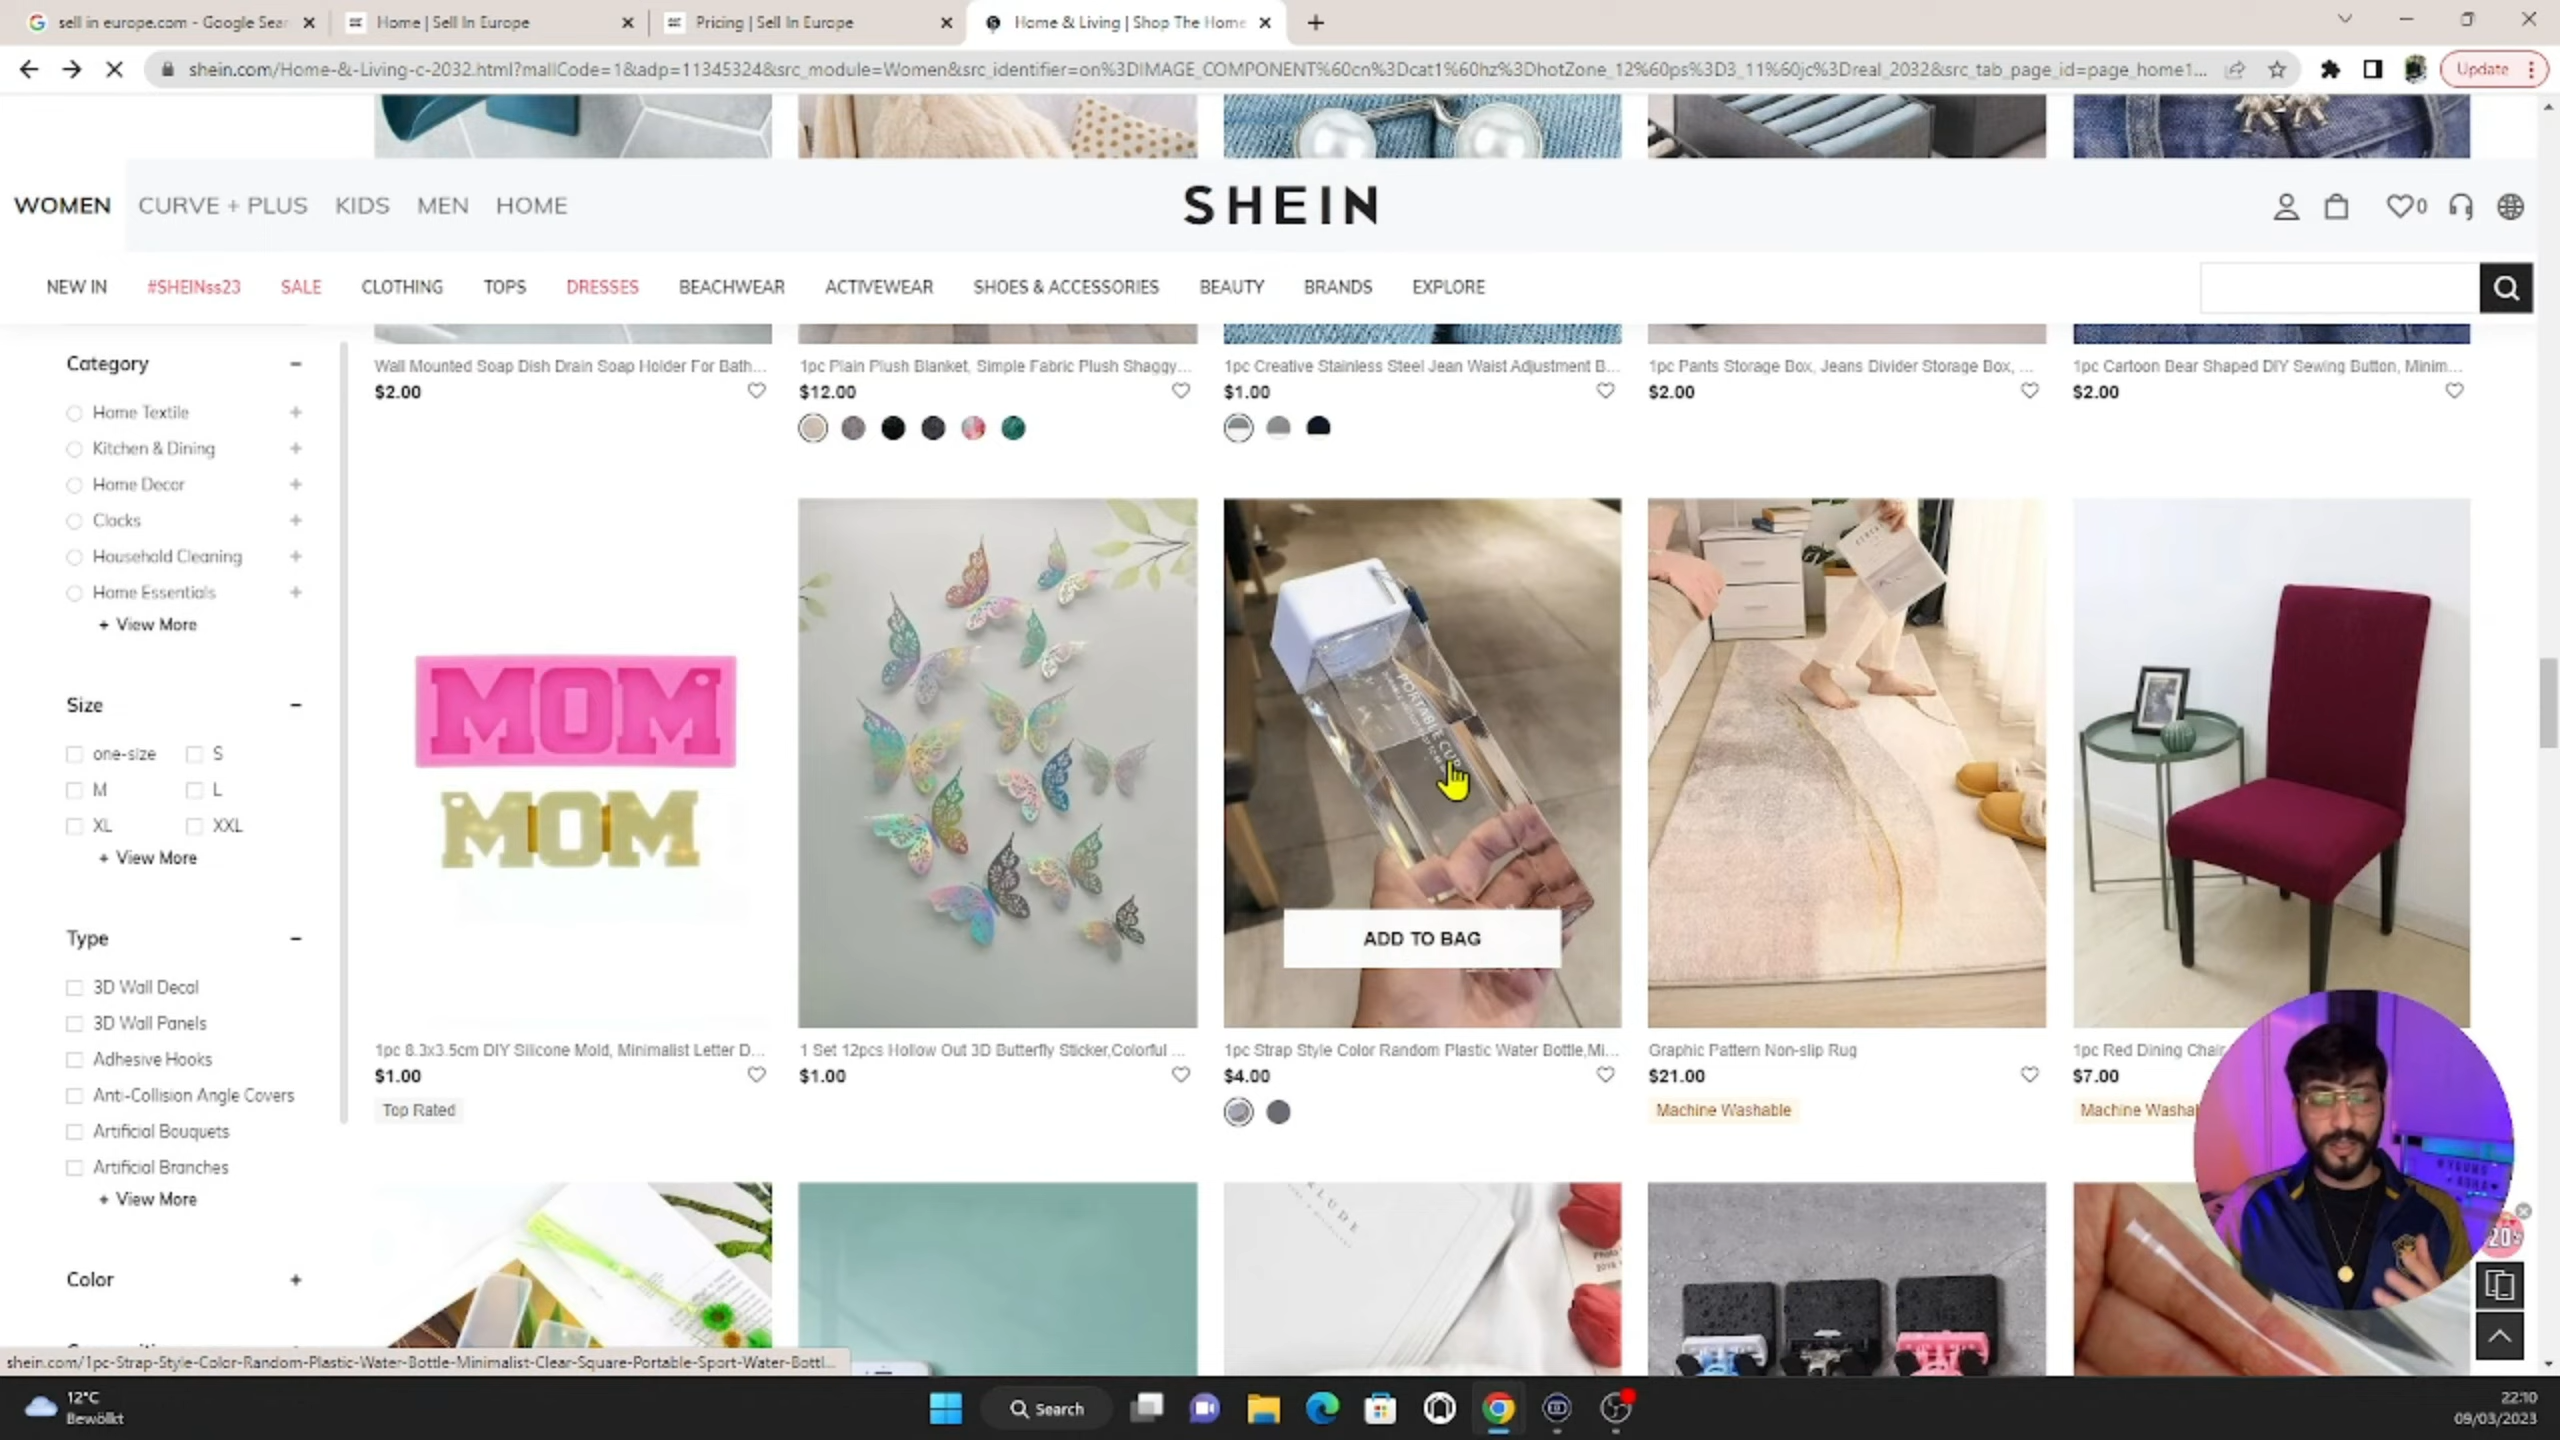 sell in europe.com - Google Sear
Home | Sell In Europe
Pricing | Sell In Europe
Home & Living | Shop The Home
shein.com/Home-&-Living-c-2032.html?mallCode=1&adp=11345324&src_module=Women&src_identifier=on%3DIMAGE_COMPONENT%60cn%3Dcat1%60hz%3DhotZone_12%60ps%3D3_11%60jc%3Dreal_2032&src_tab_page_id=page_home1...
Update
WOMEN
CURVE + PLUS
KIDS
MEN
HOME
SHEIN
0
NEW IN
#SHEINss23
SALE
CLOTHING
TOPS
DRESSES
BEACHWEAR
ACTIVEWEAR
SHOES & ACCESSORIES
BEAUTY
BRANDS
EXPLORE
Category
Home Textile
Kitchen & Dining
Home Decor
Clocks
Household Cleaning
Home Essentials
+ View More
Size
one-size
S
M
L
XL
XXL
+ View More
Type
3D Wall Decal
3D Wall Panels
Adhesive Hooks
Anti-Collision Angle Covers
Artificial Bouquets
Artificial Branches
+ View More
Color
Wall Mounted Soap Dish Drain Soap Holder For Bath...
$2.00
1pc Plain Plush Blanket, Simple Fabric Plush Shaggy...
$12.00
1pc Creative Stainless Steel Jean Waist Adjustment B...
$1.00
1pc Pants Storage Box, Jeans Divider Storage Box, ...
$2.00
1pc Cartoon Bear Shaped DIY Sewing Button, Minim...
$2.00
MOM
MOM
PORTABLE CUP
ADD TO BAG
1pc 8.3x3.5cm DIY Silicone Mold, Minimalist Letter D...
$1.00
Top Rated
1 Set 12pcs Hollow Out 3D Butterfly Sticker,Colorful ...
$1.00
1pc Strap Style Color Random Plastic Water Bottle,Mi...
$4.00
Graphic Pattern Non-slip Rug
$21.00
Machine Washable
1pc Red Dining Chair
$7.00
Machine Washa
20%
shein.com/1pc-Strap-Style-Color-Random-Plastic-Water-Bottle-Minimalist-Clear-Square-Portable-Sport-Water-Bottl...
12°C
Bewölkt
Search
22:10
09/03/2023